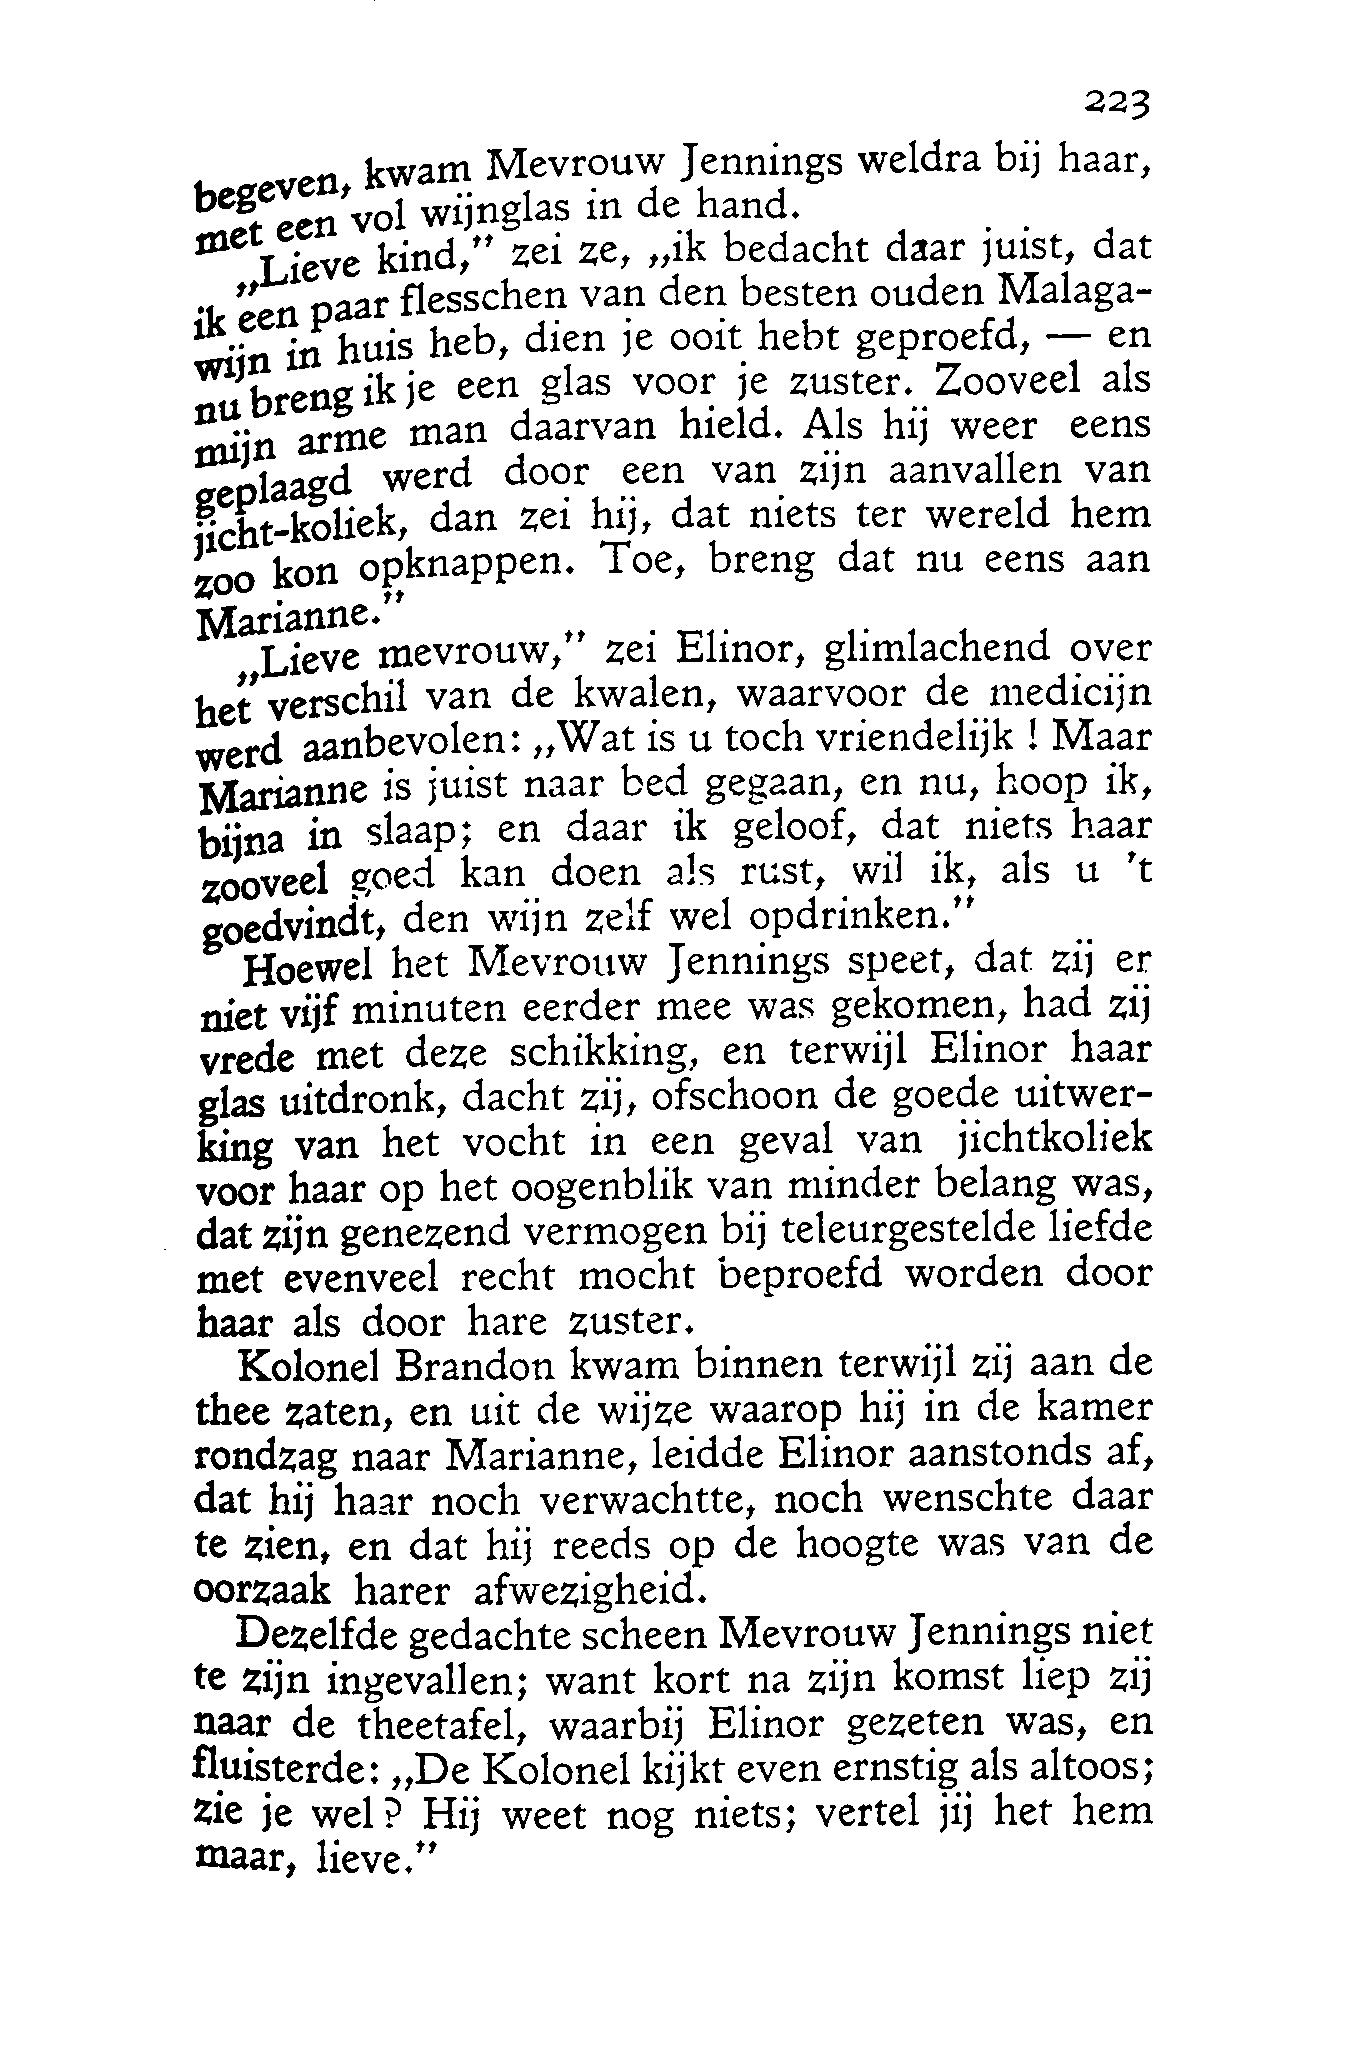 223
begeven, kwam Mevrouw Jennings weldra bij haar,
met een vol wijnglas in de hand.
„Lieve kind,” zei ze, „ik bedacht daar juist, dat
ik een paar flesschen van den besten ouden Malaga-
wijn in huis heb, dien je ooit hebt geproefd, — en
nu breng ik je een glas voor je zuster. Zooveel als
mijn arme man daarvan hield. Als hij weer eens
geplaagd werd door een van zijn aanvallen van
jicht-koliek, dan zei hij, dat niets ter wereld hem
zoo kon opknappen. Toe, breng dat nu eens aan
Marianne.”
„Lieve mevrouw,” zei Elinor, glimlachend over
het verschil van de kwalen, waarvoor de medicijn
werd aanbevolen: „Wat is u toch vriendelijk ! Maar
Marianne is juist naar bed gegaan, en nu, hoop ik,
bijna in slaap; en daar ik geloof, dat niets haar
zooveel goed kan doen als rust, wil ik, als u 't
goedvindt, den wijn zelf wel opdrinken.”
Hoewel het Mevrouw Jennings speet, dat zij er
niet vijf minuten eerder mee was gekomen, had zij
vrede met deze schikking, en terwijl Elinor haar
glas uitdronk, dacht zij, ofschoon de goede uitwer-
king van het vocht in een geval van jichtkoliek
voor haar op het oogenblik van minder belang was,
dat zijn genezend vermogen bij teleurgestelde liefde
met evenveel recht mocht beproefd worden door
haar als door hare zuster.
Kolonel Brandon kwam binnen terwijl zij aan de
thee zaten, en uit de wijze waarop hij in de kamer
rondzag naar Marianne, leidde Elinor aanstonds af,
dat hij haar noch verwachtte, noch wenschte daar
te zien, en dat hij reeds op de hoogte was van de
oorzaak harer afwezigheid.
Dezelfde gedachte scheen Mevrouw Jennings niet
te zijn ingevallen; want kort na zijn komst liep zij
naar de theetafel, waarbij Elinor gezeten was, en
fluisterde: „De Kolonel kijkt even ernstig als altoos;
zie je wel? Hij weet nog niets; vertel jij het hem
maar, lieve.”